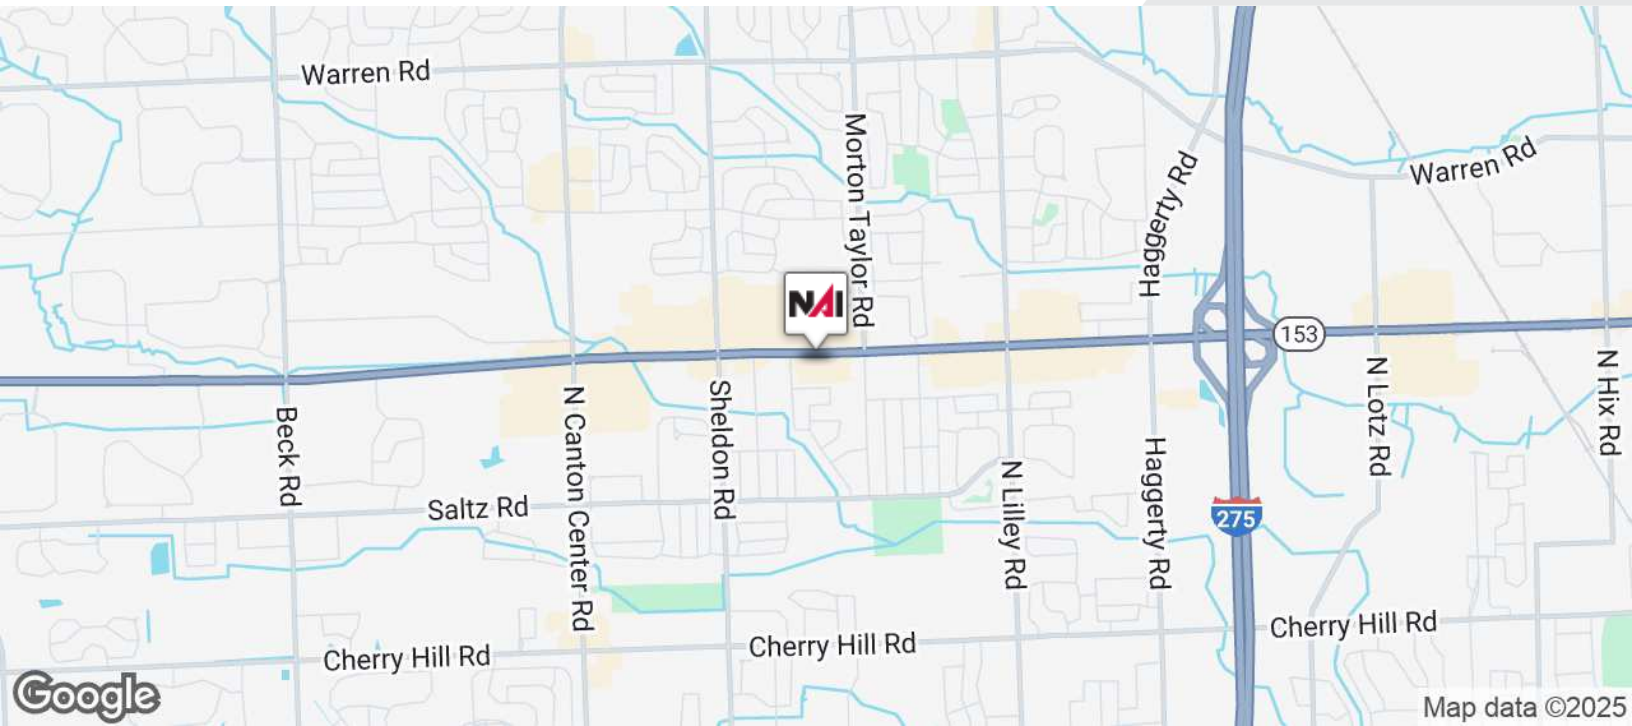 Warren Rd
Morton Taylor Rd
Haggerty Rd
Warren Rd
NAI
153
Beck Rd
N Canton Center Rd
Sheldon Rd
N Lilley Rd
Haggerty Rd
N Lotz Rd
N Hix Rd
Saltz Rd
275
Cherry Hill Rd
Cherry Hill Rd
Cherry Hill Rd
Google
Map data ©2025